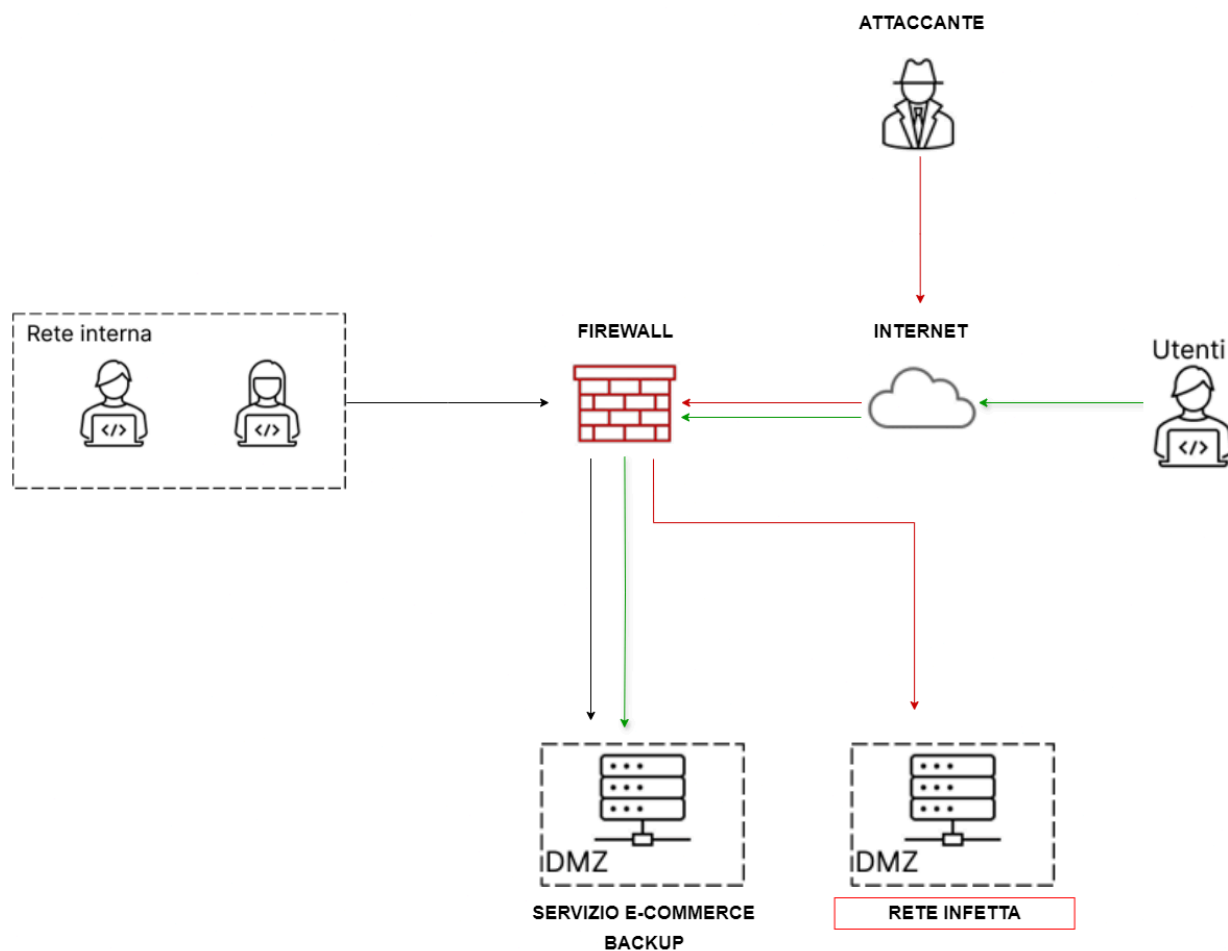 ATTACCANTE
Rete interna
FIREWALL
INTERNET
Utenti
DMZ
DMZ
SERVIZIO E-COMMERCE
BACKUP
RETE INFETTA